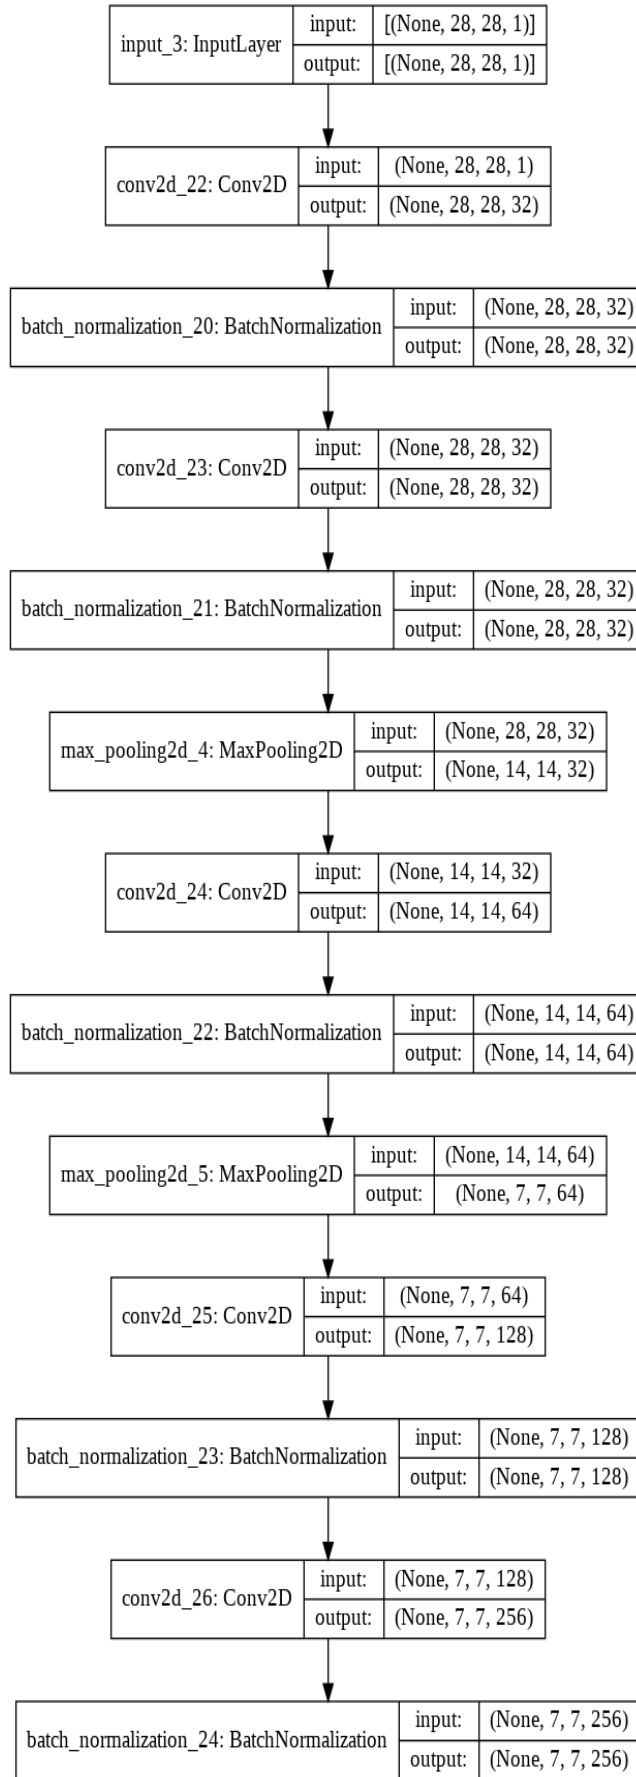 input_3: InputLayer
input: [(None, 28, 28, 1)]
output: [(None, 28, 28, 1)]
conv2d_22: Conv2D
input: (None, 28, 28, 1)
output: (None, 28, 28, 32)
batch_normalization_20: BatchNormalization
input: (None, 28, 28, 32)
output: (None, 28, 28, 32)
conv2d_23: Conv2D
input: (None, 28, 28, 32)
output: (None, 28, 28, 32)
batch_normalization_21: BatchNormalization
input: (None, 28, 28, 32)
output: (None, 28, 28, 32)
max_pooling2d_4: MaxPooling2D
input: (None, 28, 28, 32)
output: (None, 14, 14, 32)
conv2d_24: Conv2D
input: (None, 14, 14, 32)
output: (None, 14, 14, 64)
batch_normalization_22: BatchNormalization
input: (None, 14, 14, 64)
output: (None, 14, 14, 64)
max_pooling2d_5: MaxPooling2D
input: (None, 14, 14, 64)
output: (None, 7, 7, 64)
conv2d_25: Conv2D
input: (None, 7, 7, 64)
output: (None, 7, 7, 128)
batch_normalization_23: BatchNormalization
input: (None, 7, 7, 128)
output: (None, 7, 7, 128)
conv2d_26: Conv2D
input: (None, 7, 7, 128)
output: (None, 7, 7, 256)
batch_normalization_24: BatchNormalization
input: (None, 7, 7, 256)
output: (None, 7, 7, 256)